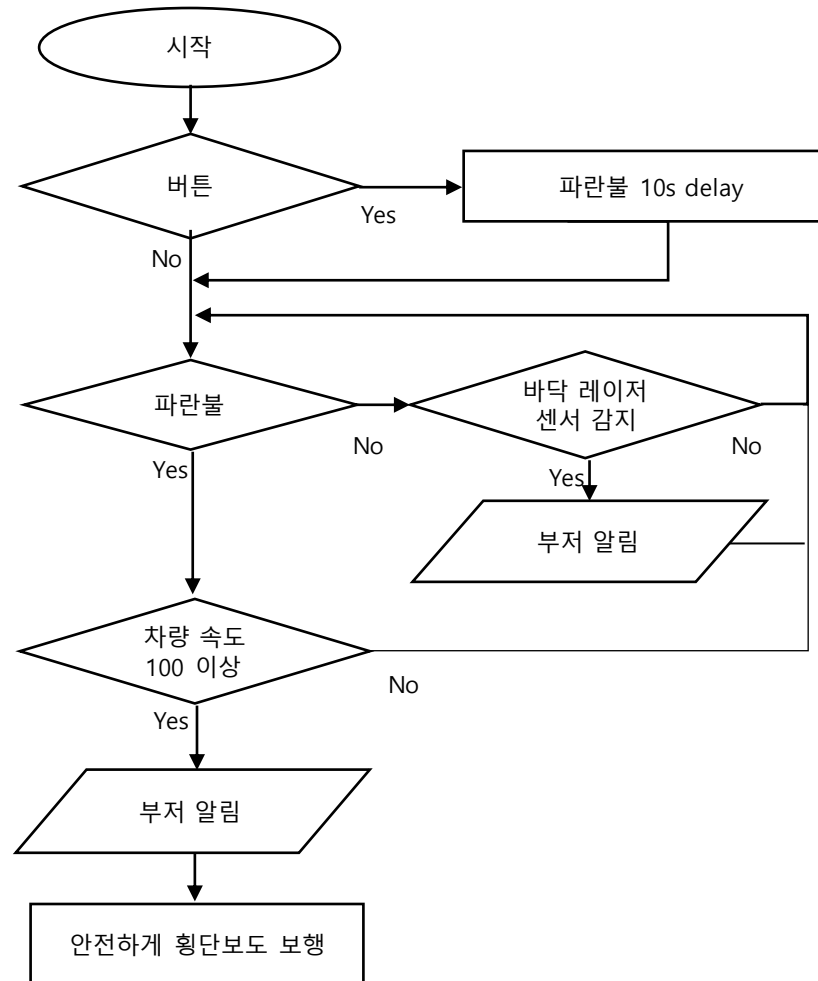 시작
버튼
Yes
파란불 10s delay
No
파란불
No
바닥 레이저
센서 감지
No
Yes
Yes
부저 알림
차량 속도
100 이상
No
Yes
부저 알림
안전하게 횡단보도 보행